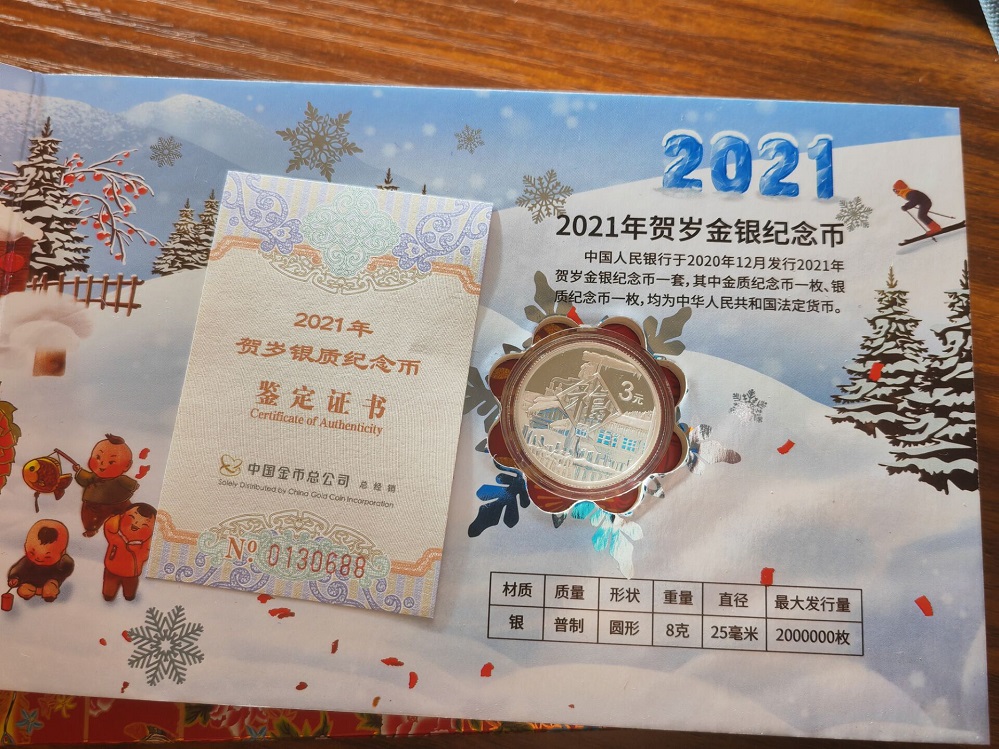 2021
2021年贺岁金银纪念币
中国人民银行于2020年12月发行2021年
贺岁金银纪念币一套，其中金质纪念币一枚、银
质纪念币一枚，均为中华人民共和国法定货币。
2021年
贺岁银质纪念币
鉴定证书
Certificate of Authenticity
中国金币总公司 总经销
Solely Distributed by China Gold Coin Incorporation
Nº 0130688
福
3元
材质 质量 形状 重量 直径 最大发行量
银 普制 圆形 8克 25毫米 2000000枚